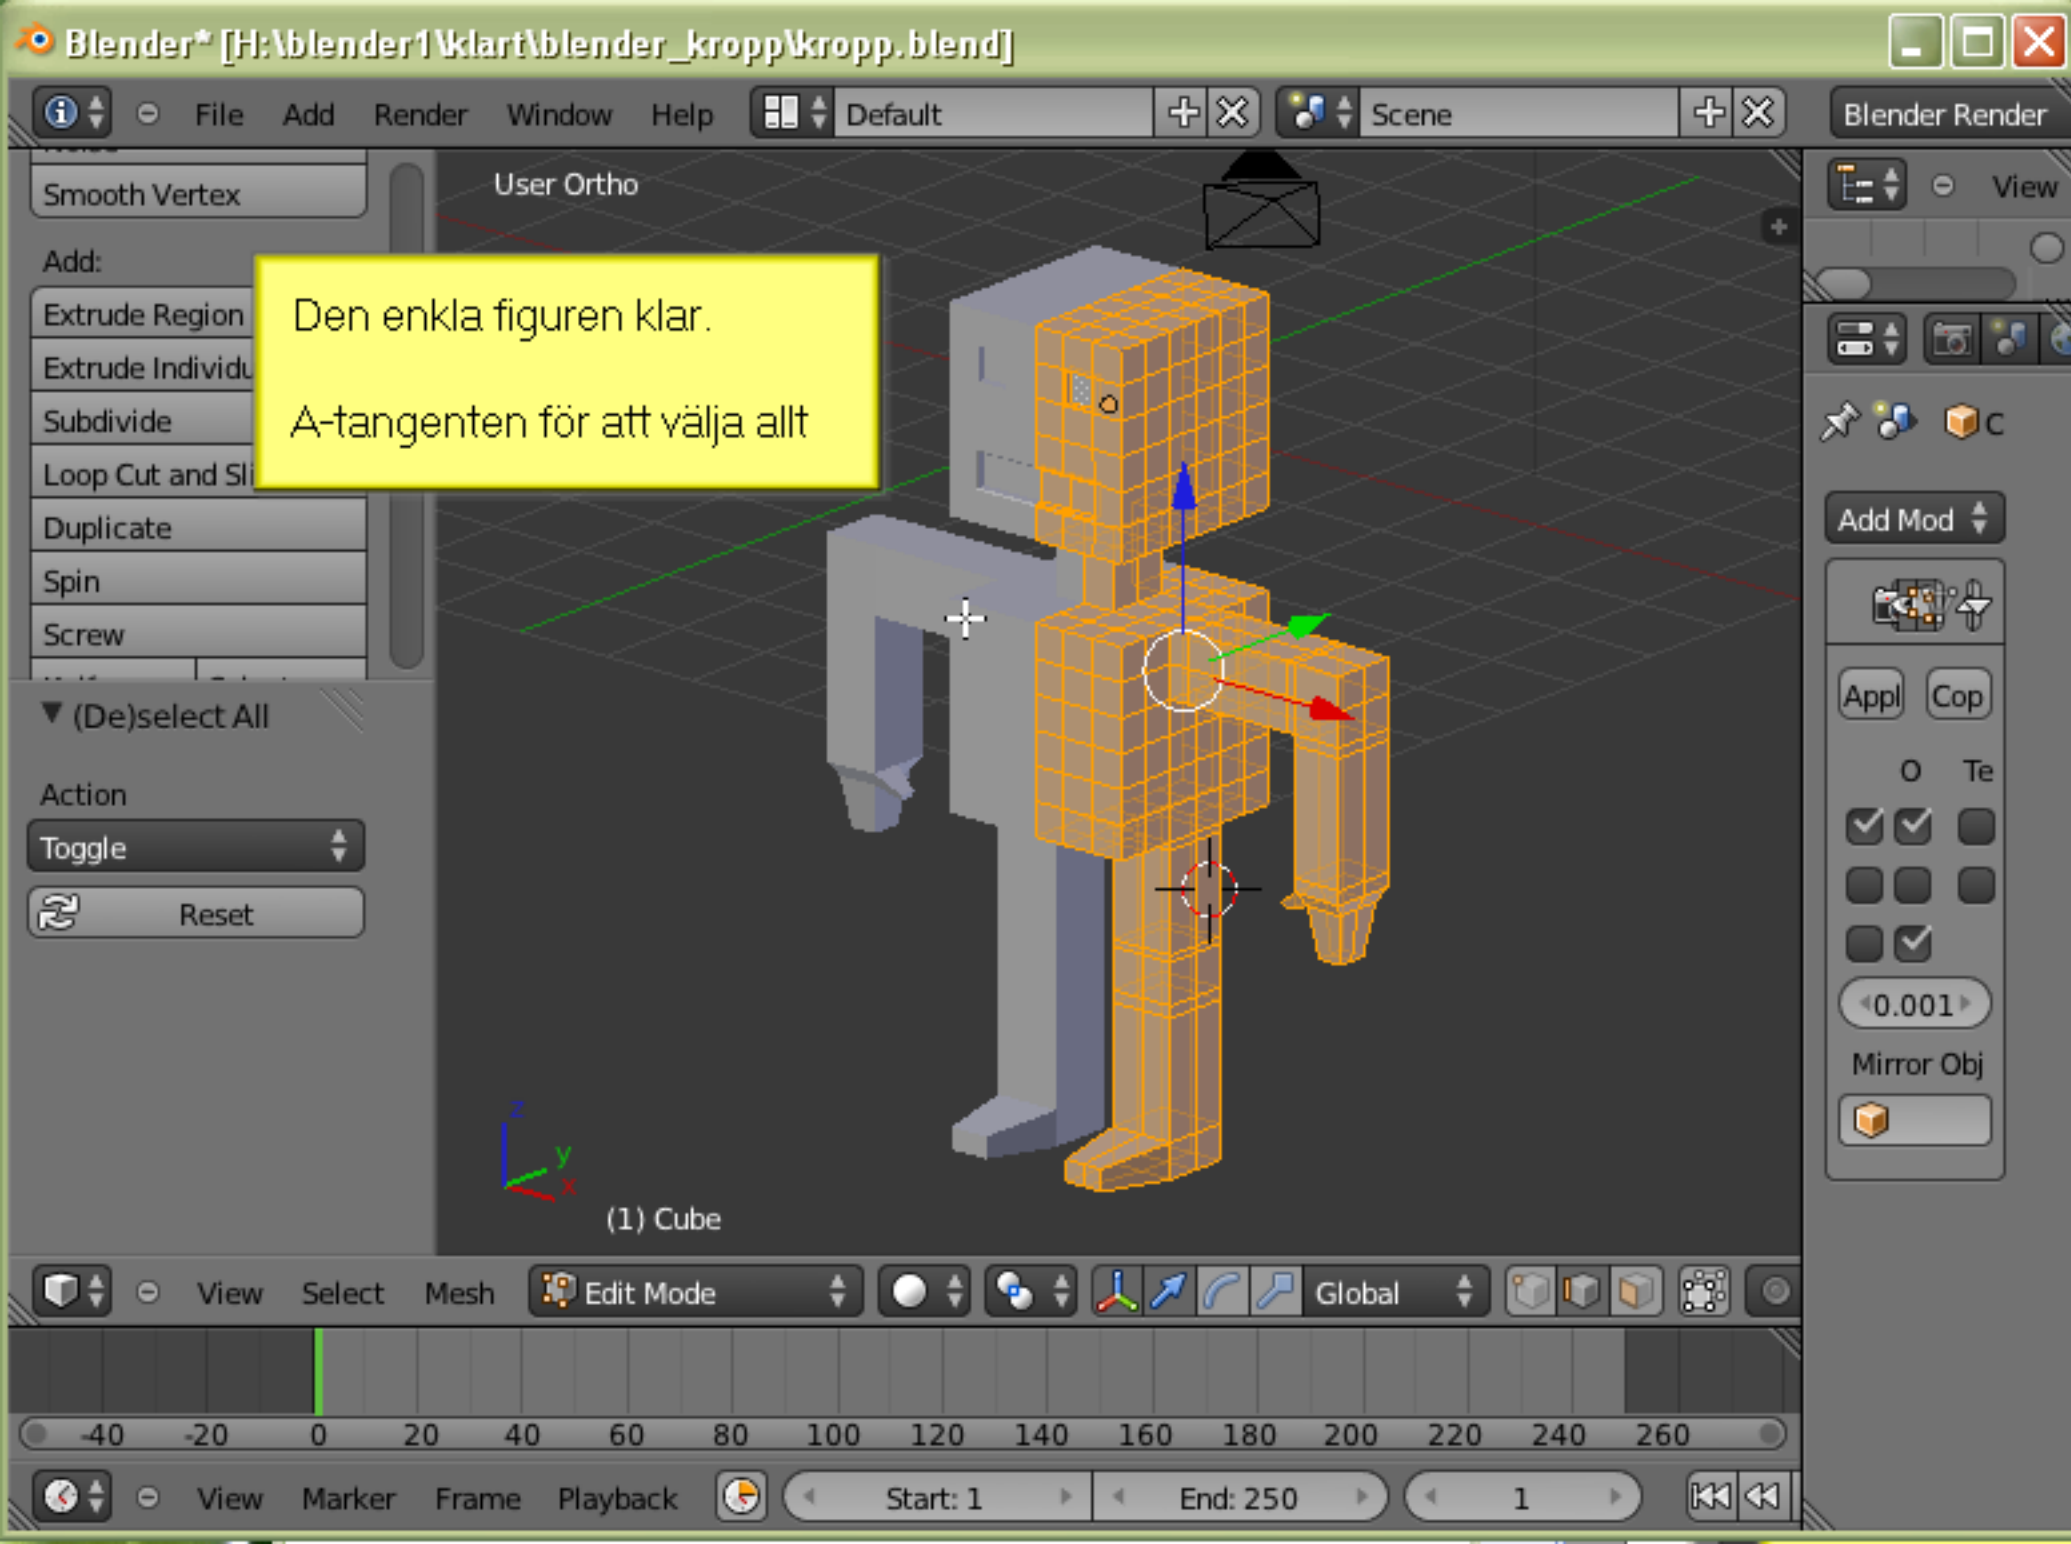 Blender* [H:\blender1\klart\blender_kropp\kropp.blend]
File Add Render Window Help Default Scene Blender Render
Smooth Vertex
User Ortho
View
Add:
Extrude Region
Extrude Individu
Subdivide
Loop Cut and Sli
Duplicate
Spin
Screw
Den enkla figuren klar.
A-tangenten för att välja allt
(De)select All
Action
Toggle
Reset
C
Add Mod
Appl Cop
O Te
0.001
Mirror Obj
z
y
x
(1) Cube
View Select Mesh Edit Mode Global
-40 -20 0 20 40 60 80 100 120 140 160 180 200 220 240 260
View Marker Frame Playback Start: 1 End: 250 1